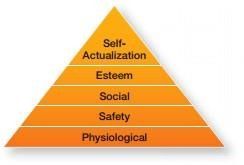 Self-
Actualization
Esteem
Social
Safety
Physiological